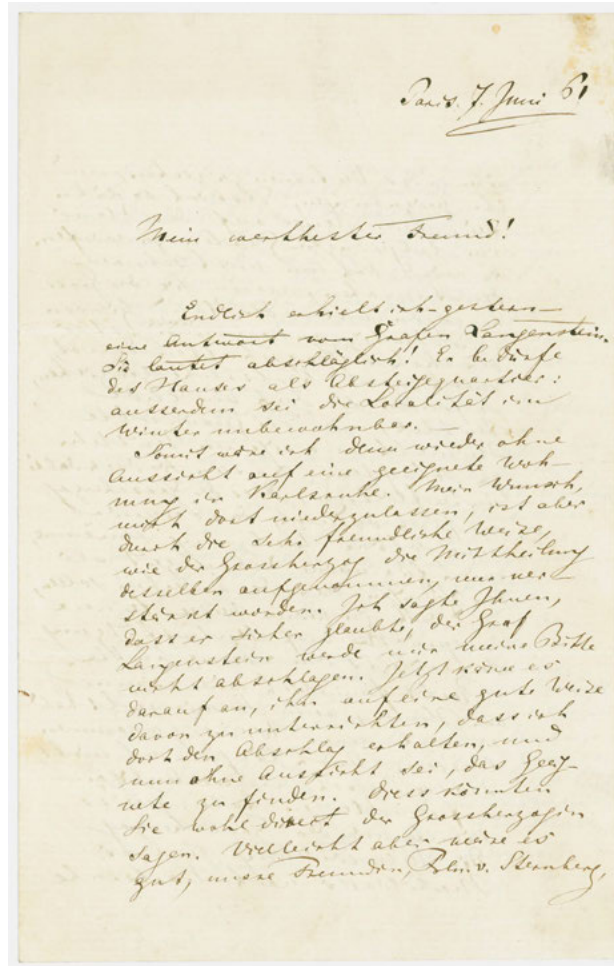 Paris. 7. Juni 61
Mein werthester Freund!
Endlich erhielt ich – gestern –
eine Antwort vom Grafen Langenstein.
Sie lautet abschläglich! Er bedürfe
des Hauses als Absteigequartier:
ausserdem sei die Localität im
Winter unbewohnbar. –
Somit wäre ich denn wieder ohne
Aussicht auf eine geeignete Woh-
nung in Karlsruhe. Mein Wunsch,
mich dort niederzulassen, ist aber
durch die sehr freundliche Weise,
wie der Grossherzog die Mittheilung
desselben aufgenommen, nur ver-
stärkt worden. Ich sagte Ihnen,
dass er sicher glaubte, der Graf
Langenstein werde mir meine Bitte
nicht abschlagen. Jetzt käme es
darauf an, ihn auf eine gute Weise
davon zu unterrichten, dass ich
dort den Abschlag erhalten, und
nun ohne Aussicht sei, das Geeig-
nete zu finden. Diess könnten
Sie wohl direct der Grossherzogin
sagen. Vielleicht aber wäre es
gut, unsre Freundin, Frln. v. Sternberg,